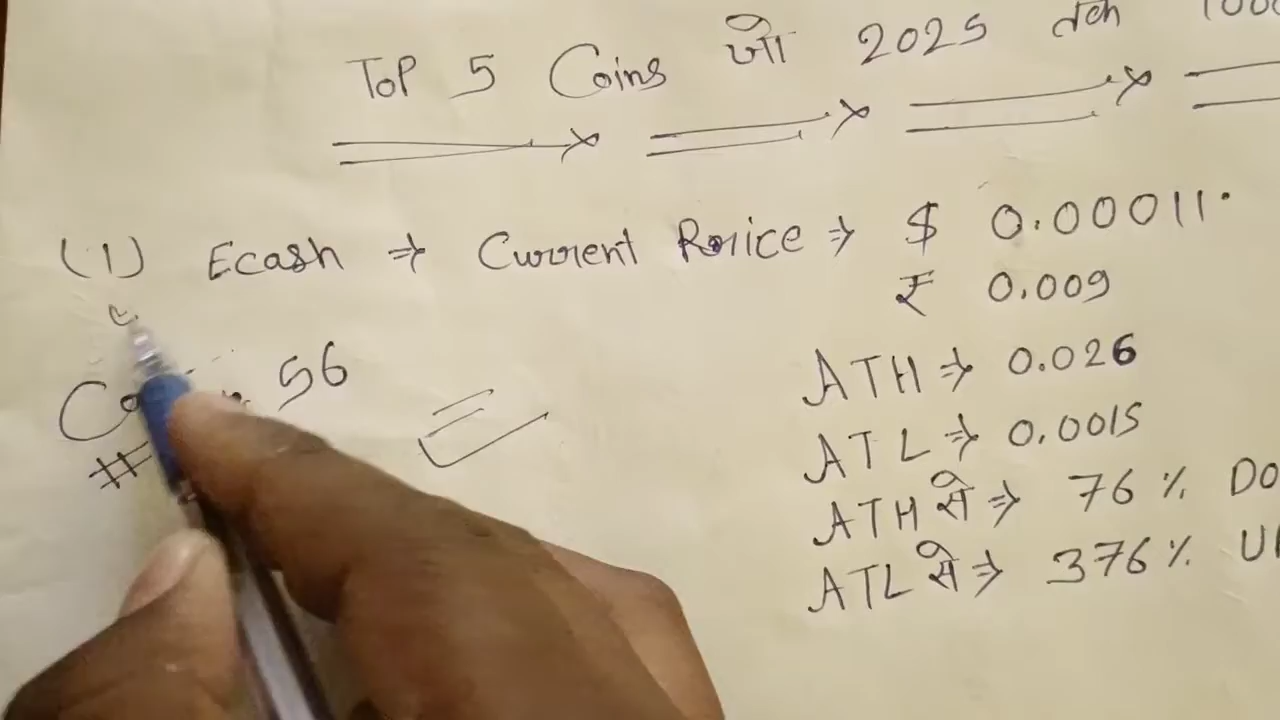 TOP 5 Coins जो 2025 तक
(1) Ecash ⇒ Current Price ⇒ $ 0.00011
₹ 0.009
56
ATH ⇒ 0.026
ATL ⇒ 0.0015
ATH से ⇒ 76 %
ATL से ⇒ 376 %